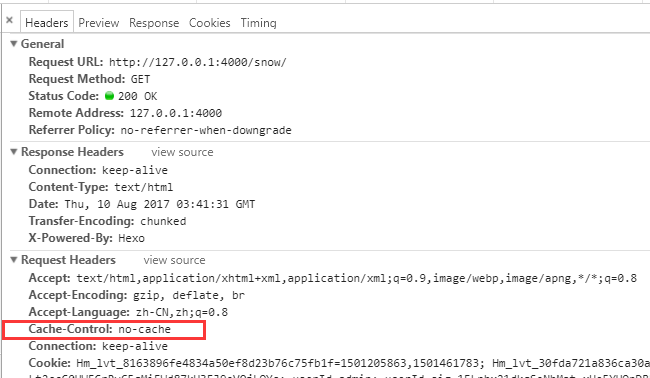 × Headers Preview Response Cookies Timing
▼ General
Request URL: http://127.0.0.1:4000/snow/
Request Method: GET
Status Code: 200 OK
Remote Address: 127.0.0.1:4000
Referrer Policy: no-referrer-when-downgrade
▼ Response Headers view source
Connection: keep-alive
Content-Type: text/html
Date: Thu, 10 Aug 2017 03:41:31 GMT
Transfer-Encoding: chunked
X-Powered-By: Hexo
▼ Request Headers view source
Accept: text/html,application/xhtml+xml,application/xml;q=0.9,image/webp,image/apng,*/*;q=0.8
Accept-Encoding: gzip, deflate, br
Accept-Language: zh-CN,zh;q=0.8
Cache-Control: no-cache
Connection: keep-alive
Cookie: Hm_lvt_8163896fe4834a50ef8d23b76c75fb1f=1501205863,1501461783; Hm_lvt_30fda721a836ca30a